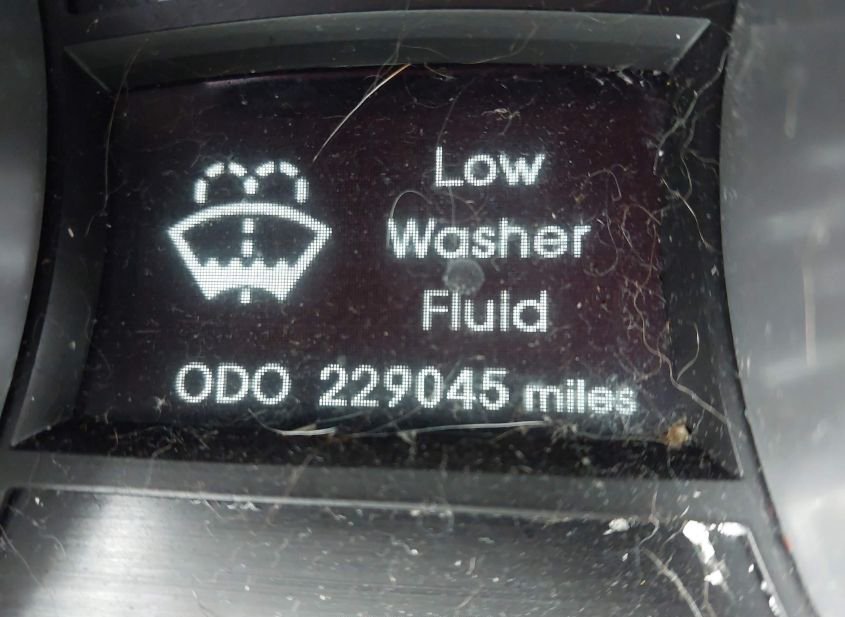 Low
Washer
Fluid
ODO 229045 miles